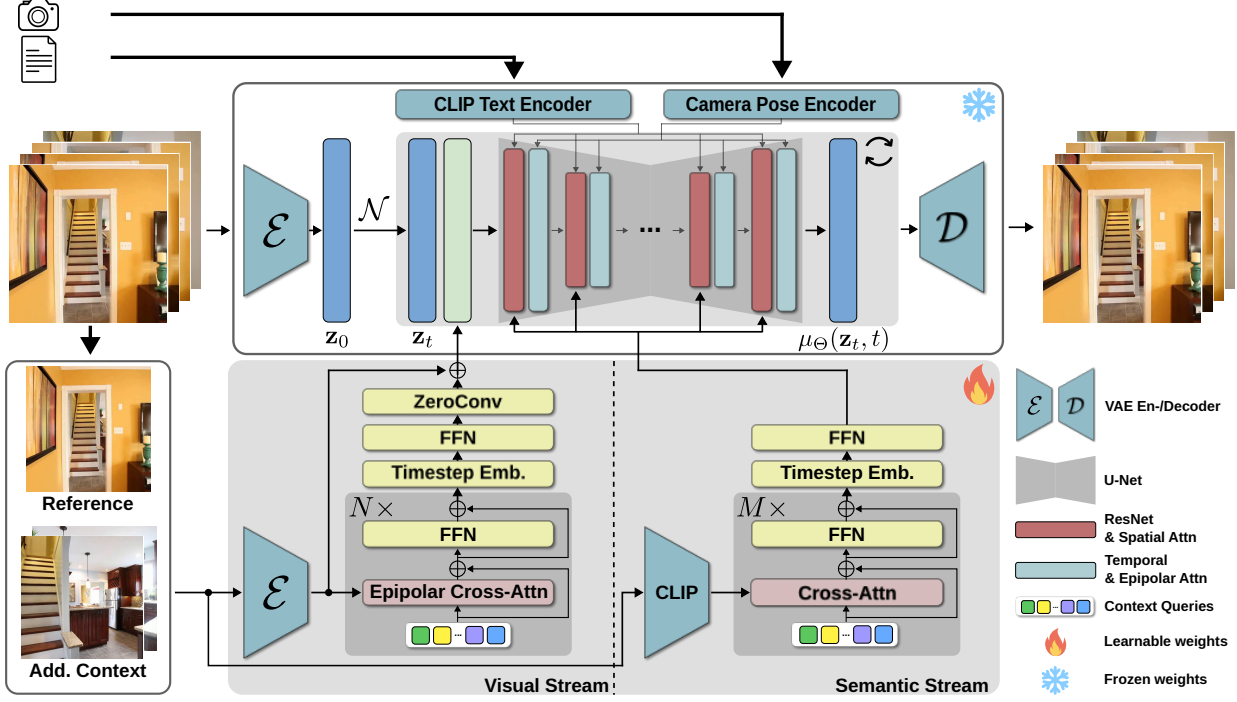 CLIP Text Encoder
Camera Pose Encoder
ℰ
𝒩
...
𝒟
z₀
zₜ
μ_Θ(zₜ, t)
ZeroConv
FFN
Timestep Emb.
N×
FFN
Epipolar Cross-Attn
...
ℰ
Visual Stream
FFN
Timestep Emb.
M×
FFN
Cross-Attn
...
CLIP
Semantic Stream
Reference
Add. Context
ℰ 𝒟 VAE En-/Decoder
U-Net
ResNet
& Spatial Attn
Temporal
& Epipolar Attn
... Context Queries
Learnable weights
Frozen weights